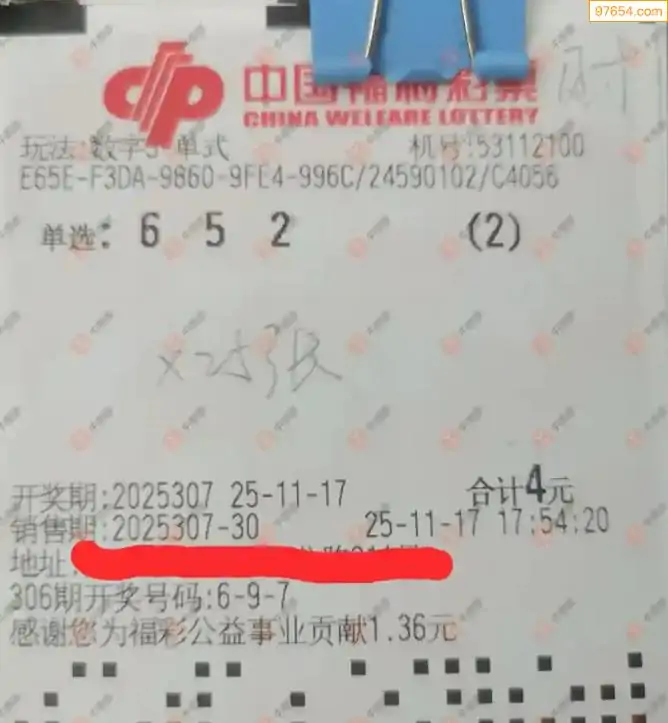 97654.com
中国福利彩票
CHINA WELFARE LOTTERY
玩法:数字3 单式 机号:53112100
E65E-F3DA-9860-9FE4-996C/24590102/C4056
单选: 6 5 2 (2)
x25张
开奖期:2025307 25-11-17 合计4元
销售期:2025307-30 25-11-17 17:54:20
地址:
306期开奖号码:6-9-7
感谢您为福彩公益事业贡献1.36元